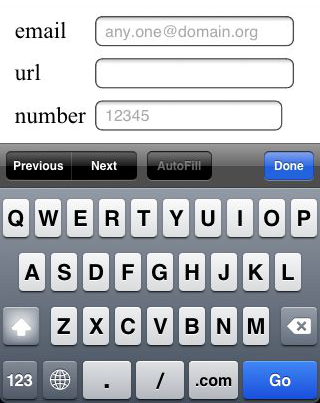 email any.one@domain.org
url
number 12345
Previous Next AutoFill Done
Q W E R T Y U I O P
A S D F G H J K L
Z X C V B N M
123 . / .com Go